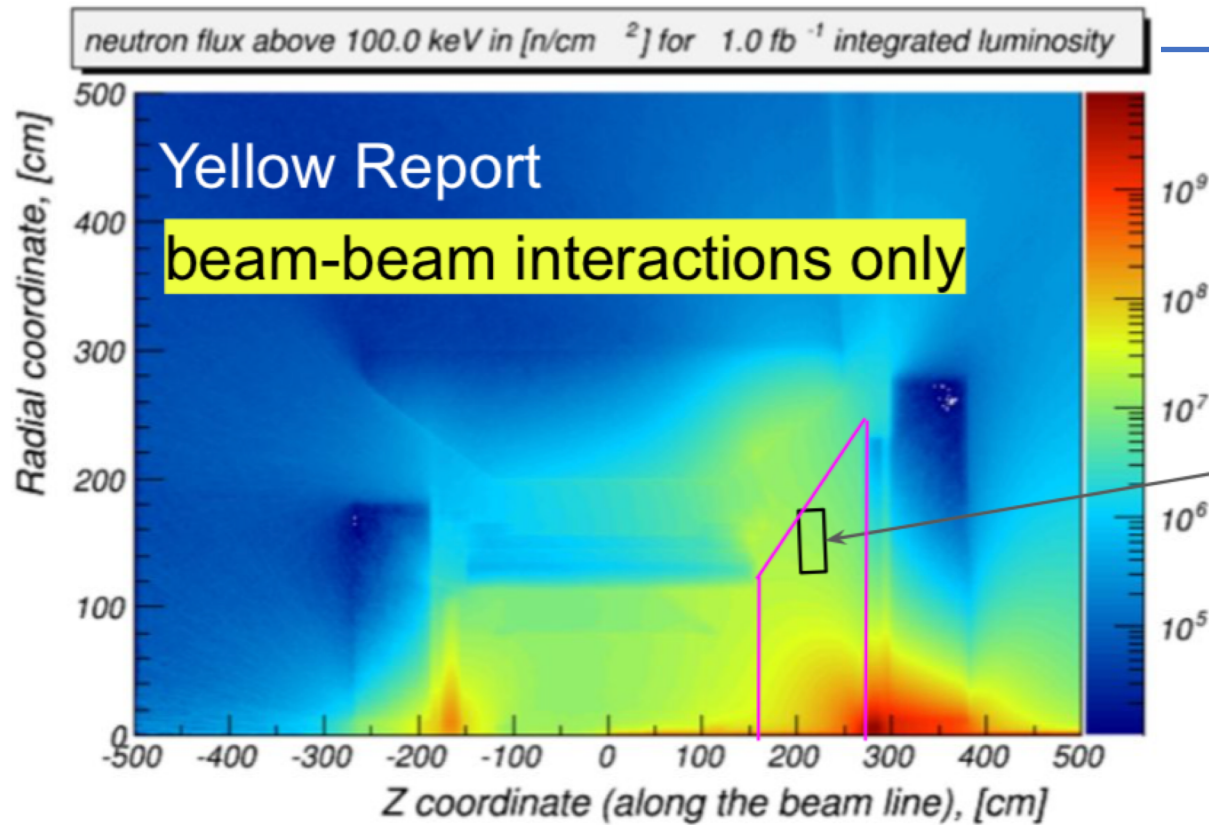 neutron flux above 100.0 keV in [n/cm ²] for 1.0 fb ⁻¹ integrated luminosity
Yellow Report
beam-beam interactions only
Radial coordinate, [cm]
500
400
300
200
100
0
-500 -400 -300 -200 -100 0 100 200 300 400 500
Z coordinate (along the beam line), [cm]
10⁹
10⁸
10⁷
10⁶
10⁵